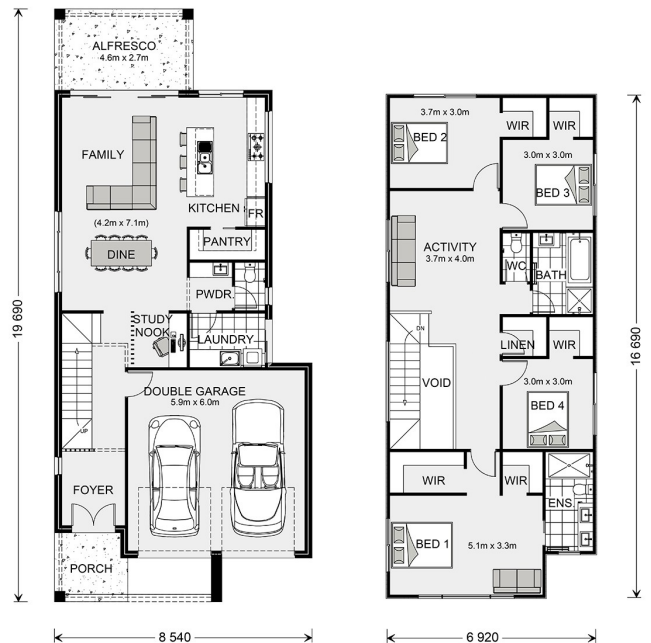 ALFRESCO
4.6m x 2.7m
FAMILY
KITCHEN
FR
(4.2m x 7.1m)
PANTRY
DINE
PWDR.
STUDY
NOOK
LAUNDRY
DOUBLE GARAGE
5.9m x 6.0m
UP
FOYER
PORCH
19 690
8 540
3.7m x 3.0m
BED 2
WIR
WIR
3.0m x 3.0m
BED 3
ACTIVITY
3.7m x 4.0m
WC
BATH
DN
LINEN
WIR
VOID
3.0m x 3.0m
BED 4
WIR
WIR
ENS.
BED 1
5.1m x 3.3m
16 690
6 920